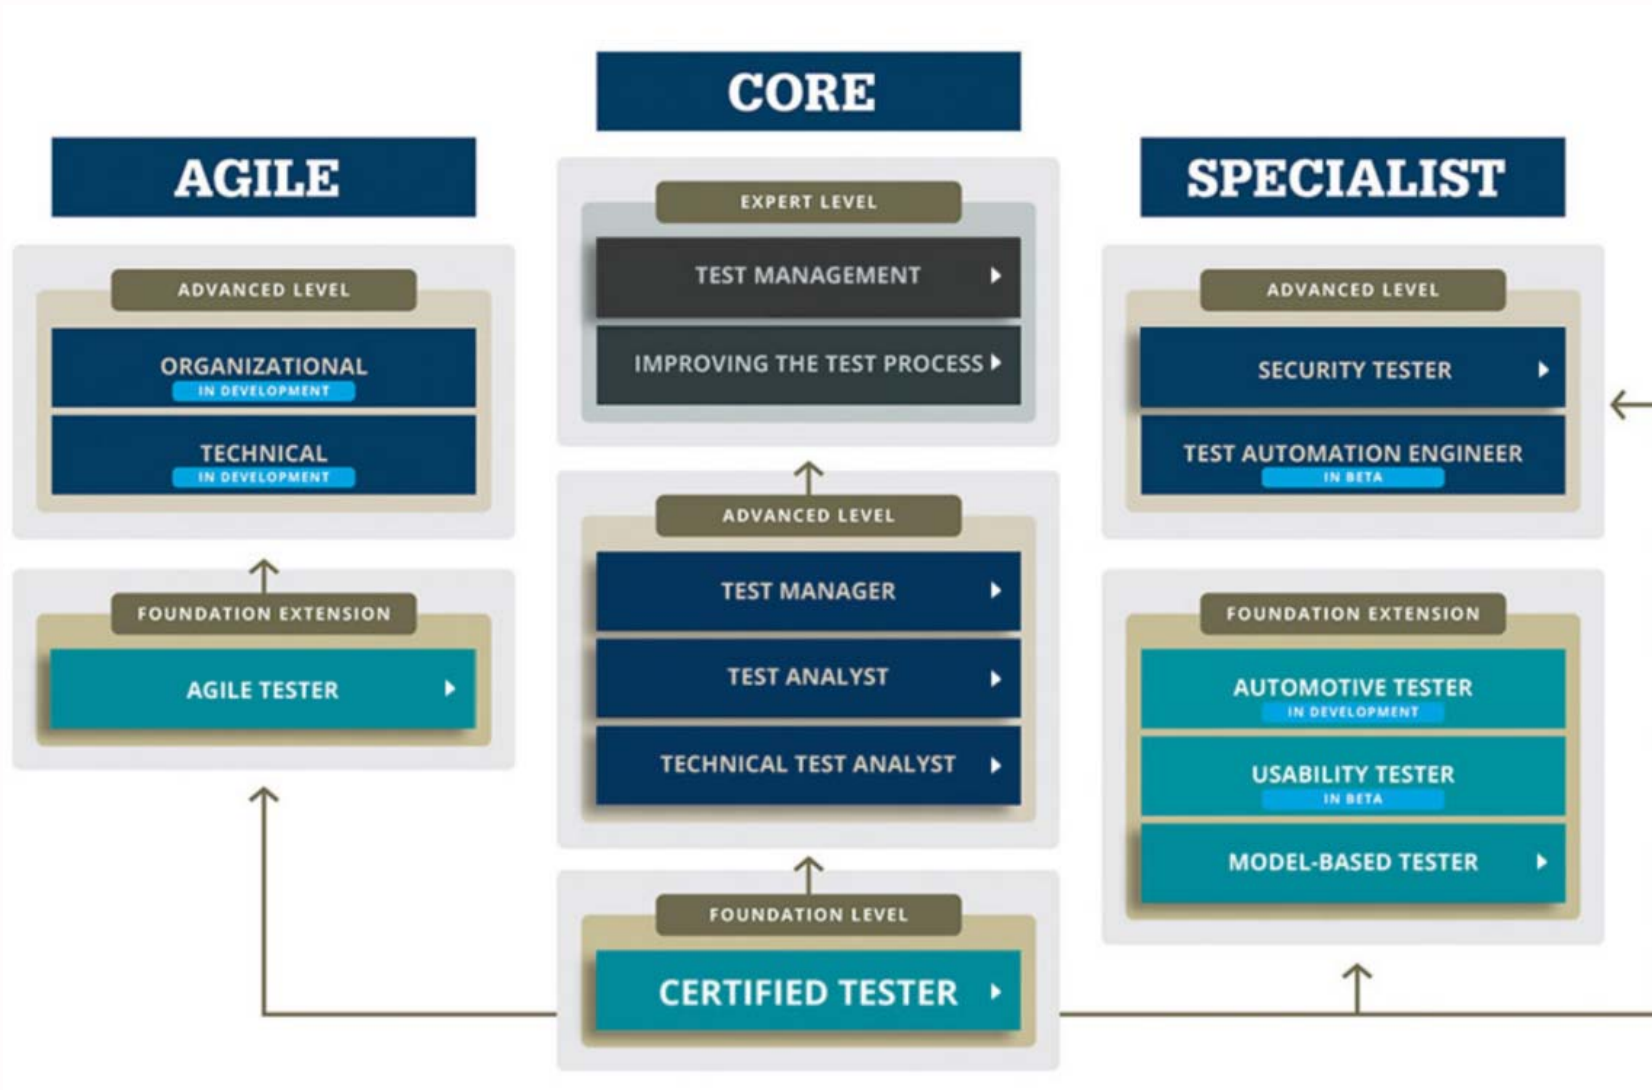 AGILE
ADVANCED LEVEL
ORGANIZATIONAL
IN DEVELOPMENT
TECHNICAL
IN DEVELOPMENT
FOUNDATION EXTENSION
AGILE TESTER
CORE
EXPERT LEVEL
TEST MANAGEMENT
IMPROVING THE TEST PROCESS
ADVANCED LEVEL
TEST MANAGER
TEST ANALYST
TECHNICAL TEST ANALYST
FOUNDATION LEVEL
CERTIFIED TESTER
SPECIALIST
ADVANCED LEVEL
SECURITY TESTER
TEST AUTOMATION ENGINEER
IN BETA
FOUNDATION EXTENSION
AUTOMOTIVE TESTER
IN DEVELOPMENT
USABILITY TESTER
IN BETA
MODEL-BASED TESTER